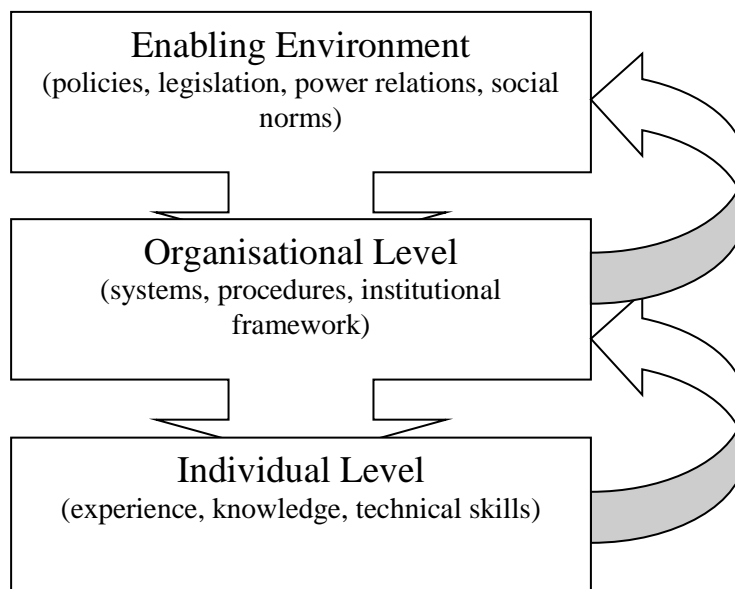 Enabling Environment
(policies, legislation, power relations, social
norms)
Organisational Level
(systems, procedures, institutional
framework)
Individual Level
(experience, knowledge, technical skills)